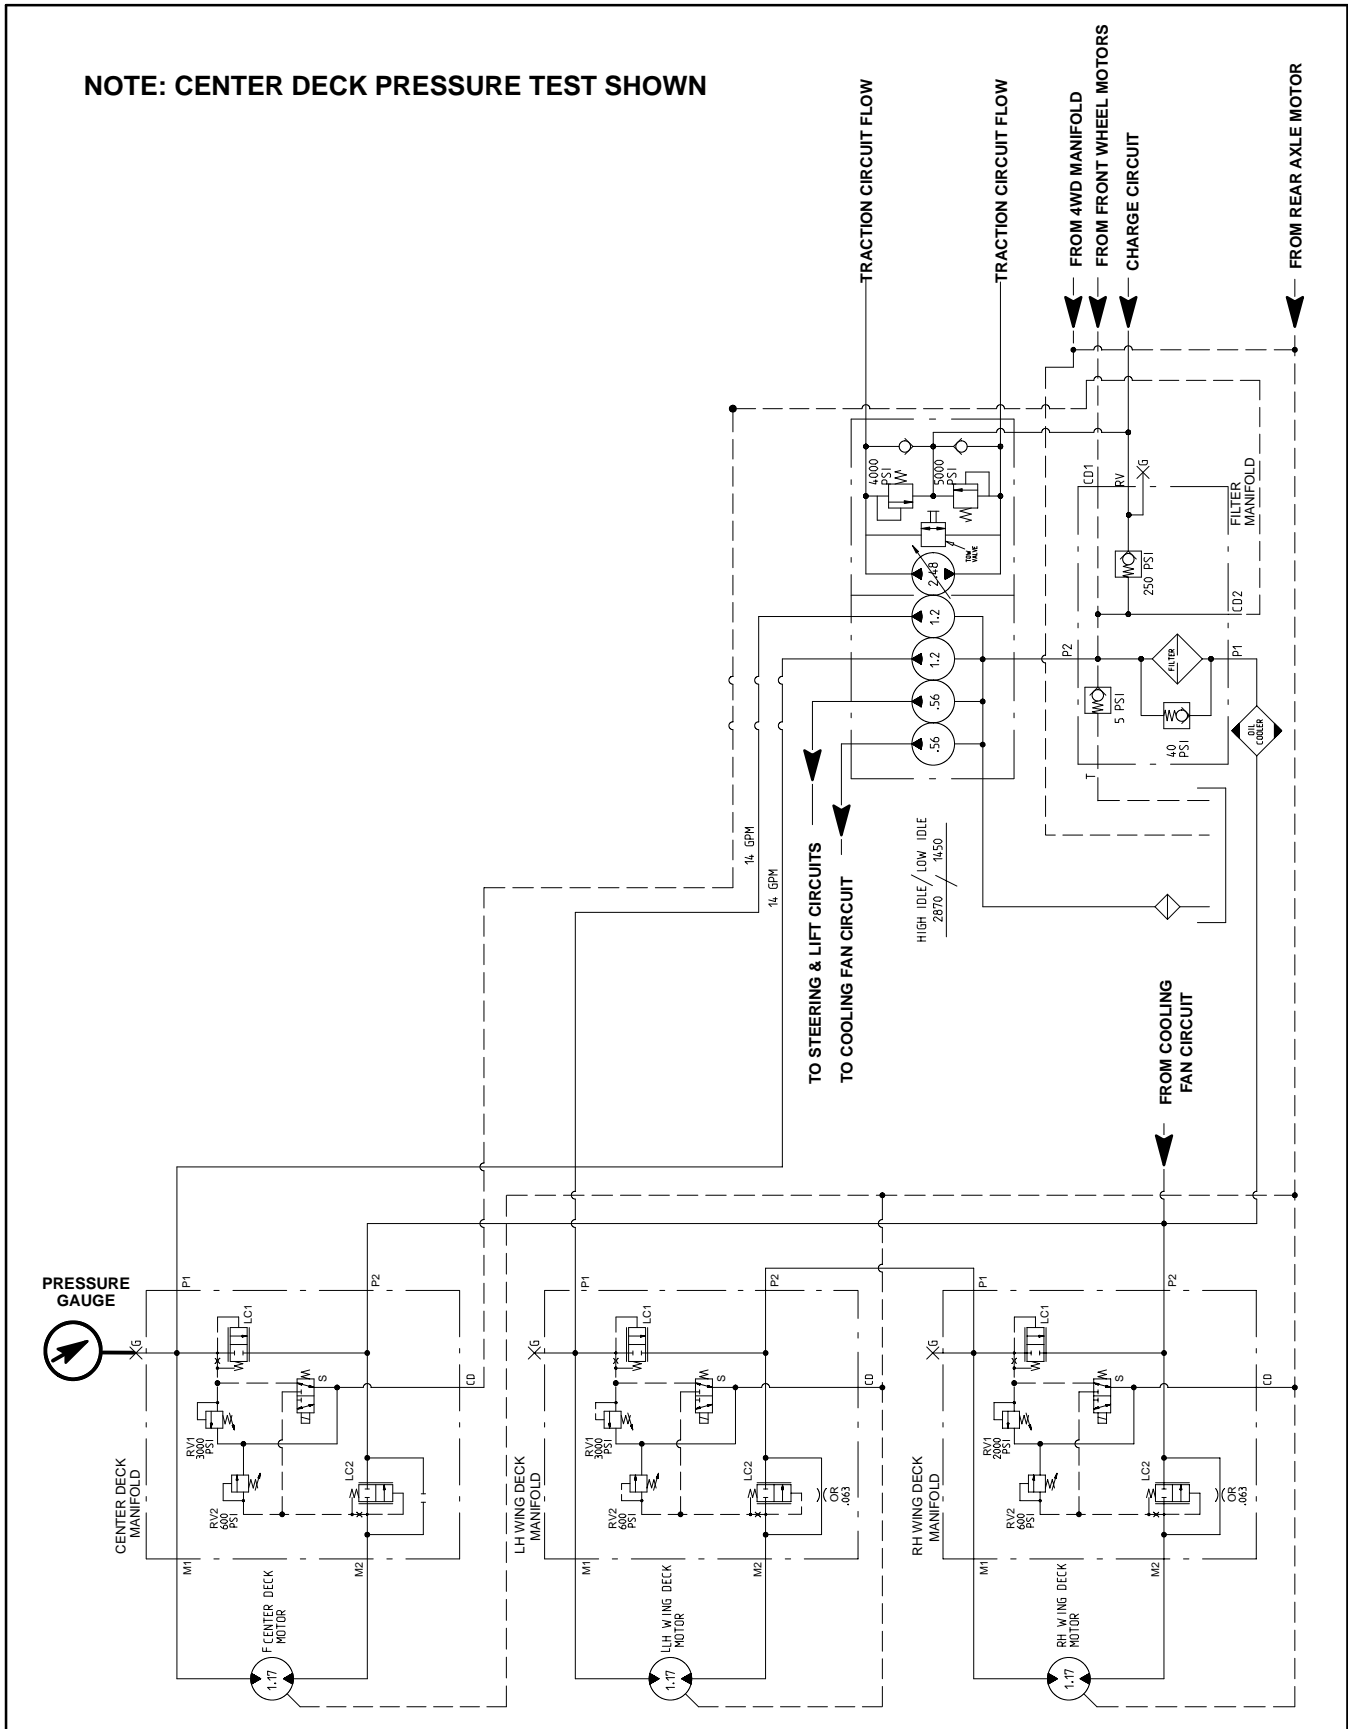 NOTE: CENTER DECK PRESSURE TEST SHOWN
TRACTION CIRCUIT FLOW
TRACTION CIRCUIT FLOW
FROM 4WD MANIFOLD
FROM FRONT WHEEL MOTORS
CHARGE CIRCUIT
FROM REAR AXLE MOTOR
4000
PSI
5000
PSI
TOW
VALVE
2.48
1.2
1.2
.56
.56
CD1
RV
G
FILTER
MANIFOLD
250 PSI
CD2
P2
P1
FILTER
5 PSI
40
PSI
OIL
COOLER
T
14 GPM
14 GPM
HIGH IDLE / LOW IDLE
2870 / 1450
TO STEERING & LIFT CIRCUITS
TO COOLING FAN CIRCUIT
FROM COOLING
FAN CIRCUIT
PRESSURE
GAUGE
G
P1
P2
LC1
S
CD
RV1
3000
PSI
RV2
600
PSI
LC2
CENTER DECK
MANIFOLD
M1
M2
F CENTER DECK
MOTOR
1.17
G
P1
P2
LC1
S
RV1
3000
PSI
RV2
600
PSI
LC2
OR
.063
LH WING DECK
MANIFOLD
M1
M2
LLH WING DECK
MOTOR
1.17
G
P1
P2
LC1
S
CD
RV1
2000
PSI
RV2
600
PSI
LC2
OR
.063
RH WING DECK
MANIFOLD
M1
M2
RH WING DECK
MOTOR
1.17